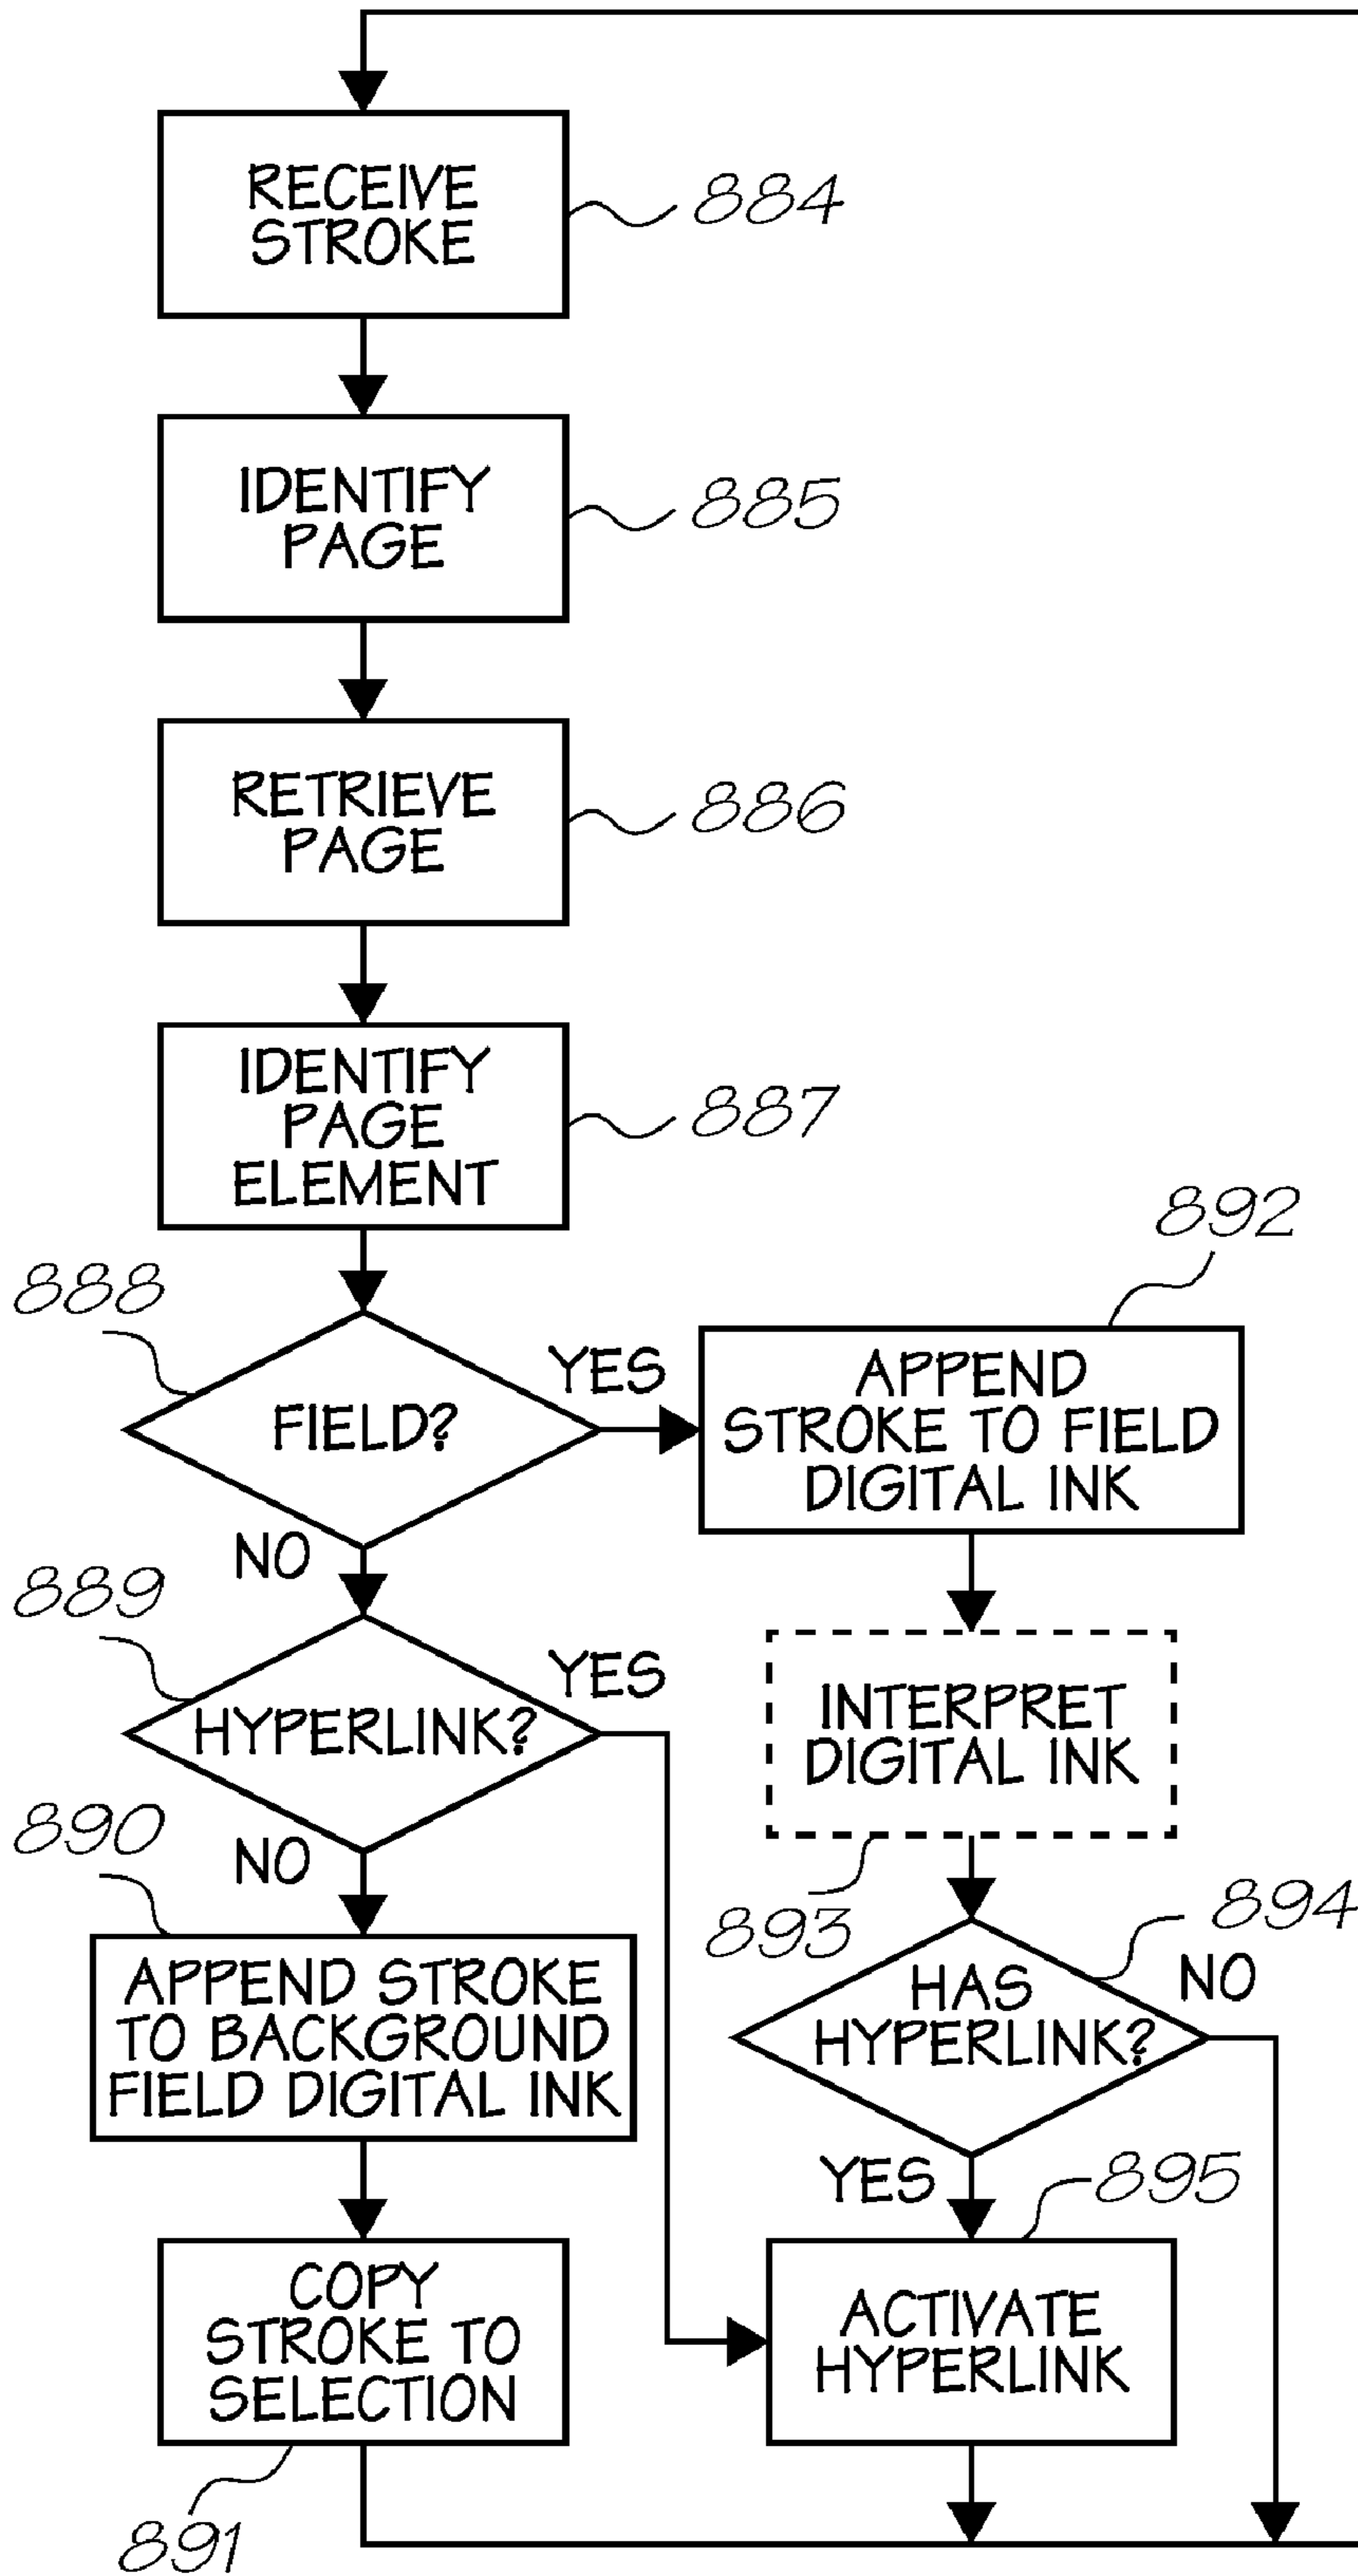 RECEIVE
STROKE
884
IDENTIFY
PAGE
885
RETRIEVE
PAGE
886
IDENTIFY
PAGE
ELEMENT
887
888
FIELD?
YES
NO
892
APPEND
STROKE TO FIELD
DIGITAL INK
889
HYPERLINK?
YES
NO
INTERPRET
DIGITAL INK
893
890
APPEND STROKE
TO BACKGROUND
FIELD DIGITAL INK
894
HAS
HYPERLINK?
NO
YES
895
COPY
STROKE TO
SELECTION
891
ACTIVATE
HYPERLINK